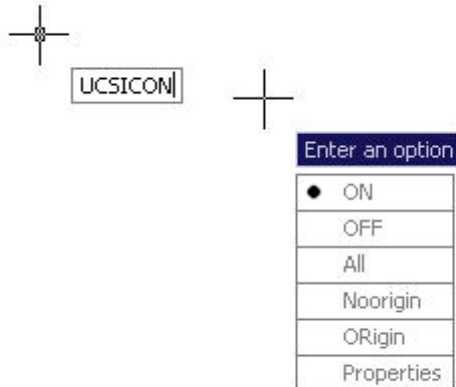 UCSICON
Enter an option
ON
OFF
All
Noorigin
ORigin
Properties